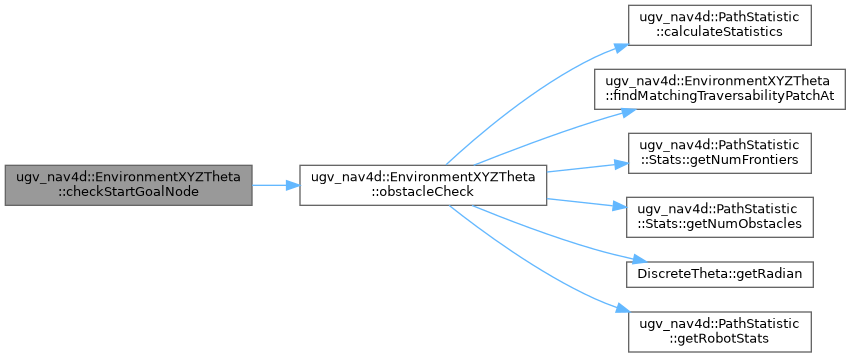 ugv_nav4d::EnvironmentXYZTheta
::checkStartGoalNode
ugv_nav4d::EnvironmentXYZTheta
::obstacleCheck
ugv_nav4d::PathStatistic
::calculateStatistics
ugv_nav4d::EnvironmentXYZTheta
::findMatchingTraversabilityPatchAt
ugv_nav4d::PathStatistic
::Stats::getNumFrontiers
ugv_nav4d::PathStatistic
::Stats::getNumObstacles
DiscreteTheta::getRadian
ugv_nav4d::PathStatistic
::getRobotStats